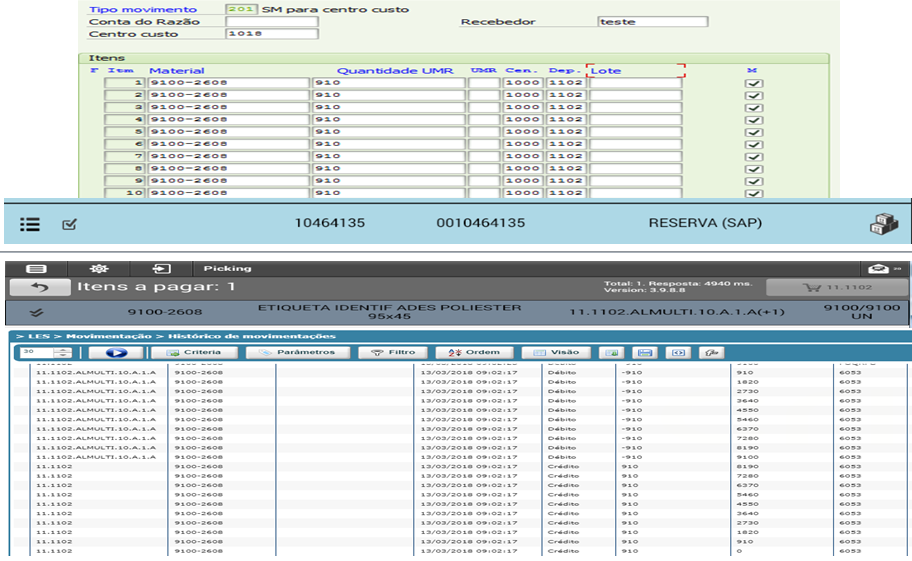 Tipo movimento 201 SM para centro custo
Conta do Razão Recebedor teste
Centro custo 1018
Itens
F Itm Material Quantidade UMR UMR Cen. Dep. Lote M
1 9100-2608 910 1000 1102
2 9100-2608 910 1000 1102
3 9100-2608 910 1000 1102
4 9100-2608 910 1000 1102
5 9100-2608 910 1000 1102
6 9100-2608 910 1000 1102
7 9100-2608 910 1000 1102
8 9100-2608 910 1000 1102
9 9100-2608 910 1000 1102
10 9100-2608 910 1000 1102
10464135 0010464135 RESERVA (SAP)
Picking
Itens a pagar: 1 Total: 1. Resposta: 4940 ms. Version: 3.9.8.8 11.1102
9100-2608 ETIQUETA IDENTIF ADES POLIESTER 95x45 11.1102.ALMULTI.10.A.1.A(+1) 9100/9100 UN
> LES > Movimentação > Histórico de movimentações
30 Criteria Parâmetros Filtro Ordem Visão
11.1102.ALMULTI.10.A.1.A 9100-2608 13/03/2018 09:02:17 Débito -910 910 6053
11.1102.ALMULTI.10.A.1.A 9100-2608 13/03/2018 09:02:17 Débito -910 1820 6053
11.1102.ALMULTI.10.A.1.A 9100-2608 13/03/2018 09:02:17 Débito -910 2730 6053
11.1102.ALMULTI.10.A.1.A 9100-2608 13/03/2018 09:02:17 Débito -910 3640 6053
11.1102.ALMULTI.10.A.1.A 9100-2608 13/03/2018 09:02:17 Débito -910 4550 6053
11.1102.ALMULTI.10.A.1.A 9100-2608 13/03/2018 09:02:17 Débito -910 5460 6053
11.1102.ALMULTI.10.A.1.A 9100-2608 13/03/2018 09:02:17 Débito -910 6370 6053
11.1102.ALMULTI.10.A.1.A 9100-2608 13/03/2018 09:02:17 Débito -910 7280 6053
11.1102.ALMULTI.10.A.1.A 9100-2608 13/03/2018 09:02:17 Débito -910 8190 6053
11.1102.ALMULTI.10.A.1.A 9100-2608 13/03/2018 09:02:17 Débito -910 9100 6053
11.1102 9100-2608 13/03/2018 09:02:17 Crédito 910 8190 6053
11.1102 9100-2608 13/03/2018 09:02:17 Crédito 910 7280 6053
11.1102 9100-2608 13/03/2018 09:02:17 Crédito 910 6370 6053
11.1102 9100-2608 13/03/2018 09:02:17 Crédito 910 5460 6053
11.1102 9100-2608 13/03/2018 09:02:17 Crédito 910 4550 6053
11.1102 9100-2608 13/03/2018 09:02:17 Crédito 910 3640 6053
11.1102 9100-2608 13/03/2018 09:02:17 Crédito 910 2730 6053
11.1102 9100-2608 13/03/2018 09:02:17 Crédito 910 1820 6053
11.1102 9100-2608 13/03/2018 09:02:17 Crédito 910 910 6053
11.1102 9100-2608 13/03/2018 09:02:17 Crédito 910 0 6053